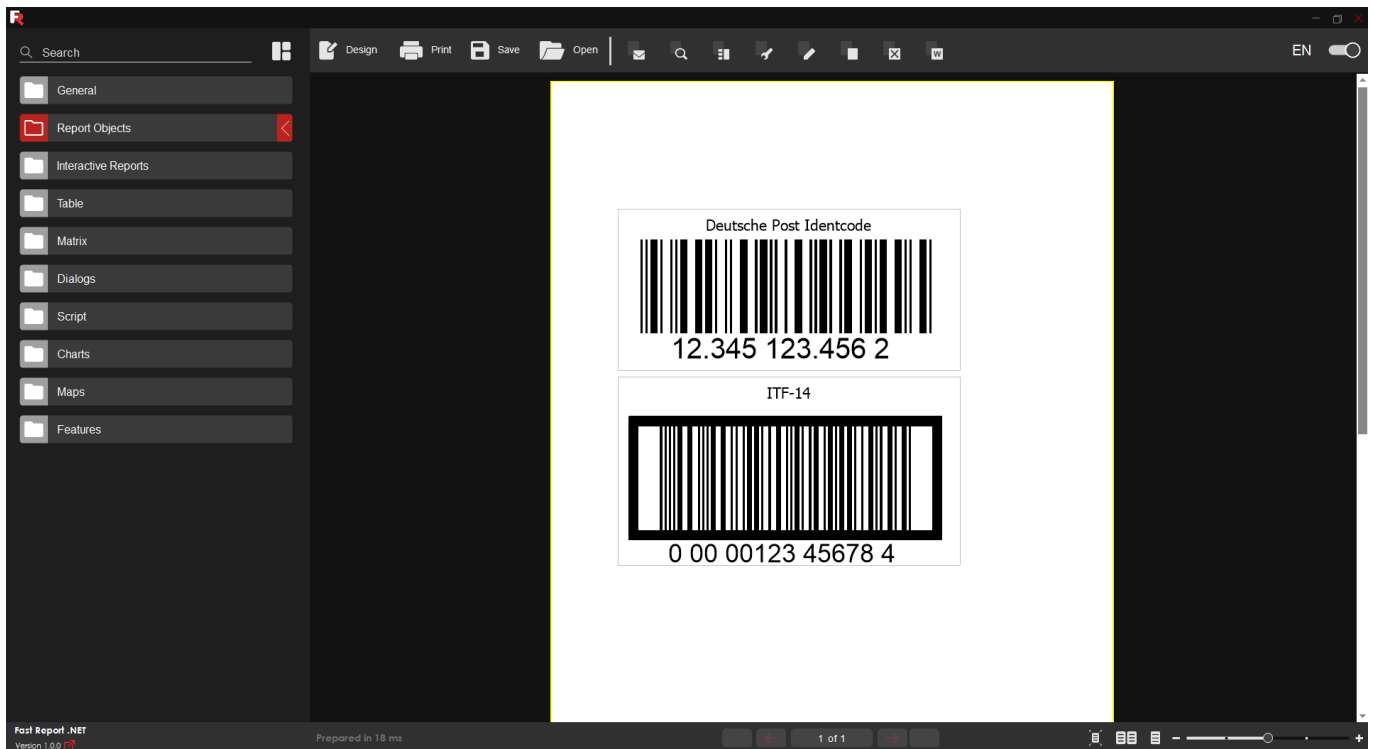 Search
Design
Print
Save
Open
EN
General
Report Objects
Interactive Reports
Table
Matrix
Dialogs
Script
Charts
Maps
Features
Deutsche Post Identcode
12.345 123.456 2
ITF-14
0 00 00123 45678 4
Fast Report .NET
Version 1.0.0
Prepared in 18 ms
1 of 1